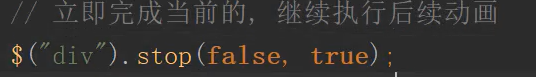 // 立即完成当前的, 继续执行后续动画
$("div").stop(false, true);